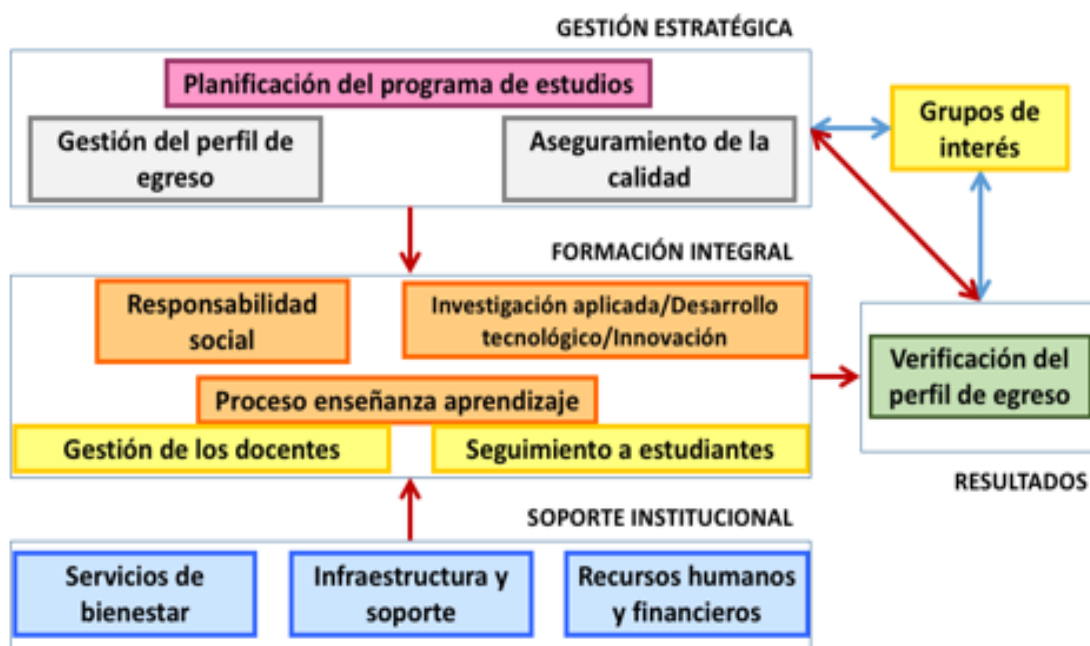 GESTIÓN ESTRATÉGICA
Planificación del programa de estudios
Gestión del perfil de
egreso
Aseguramiento de la
calidad
Grupos de
interés
FORMACIÓN INTEGRAL
Responsabilidad
social
Investigación aplicada/Desarrollo
tecnológico/Innovación
Proceso enseñanza aprendizaje
Gestión de los docentes
Seguimiento a estudiantes
Verificación del
perfil de egreso
RESULTADOS
SOPORTE INSTITUCIONAL
Servicios de
bienestar
Infraestructura y
soporte
Recursos humanos
y financieros